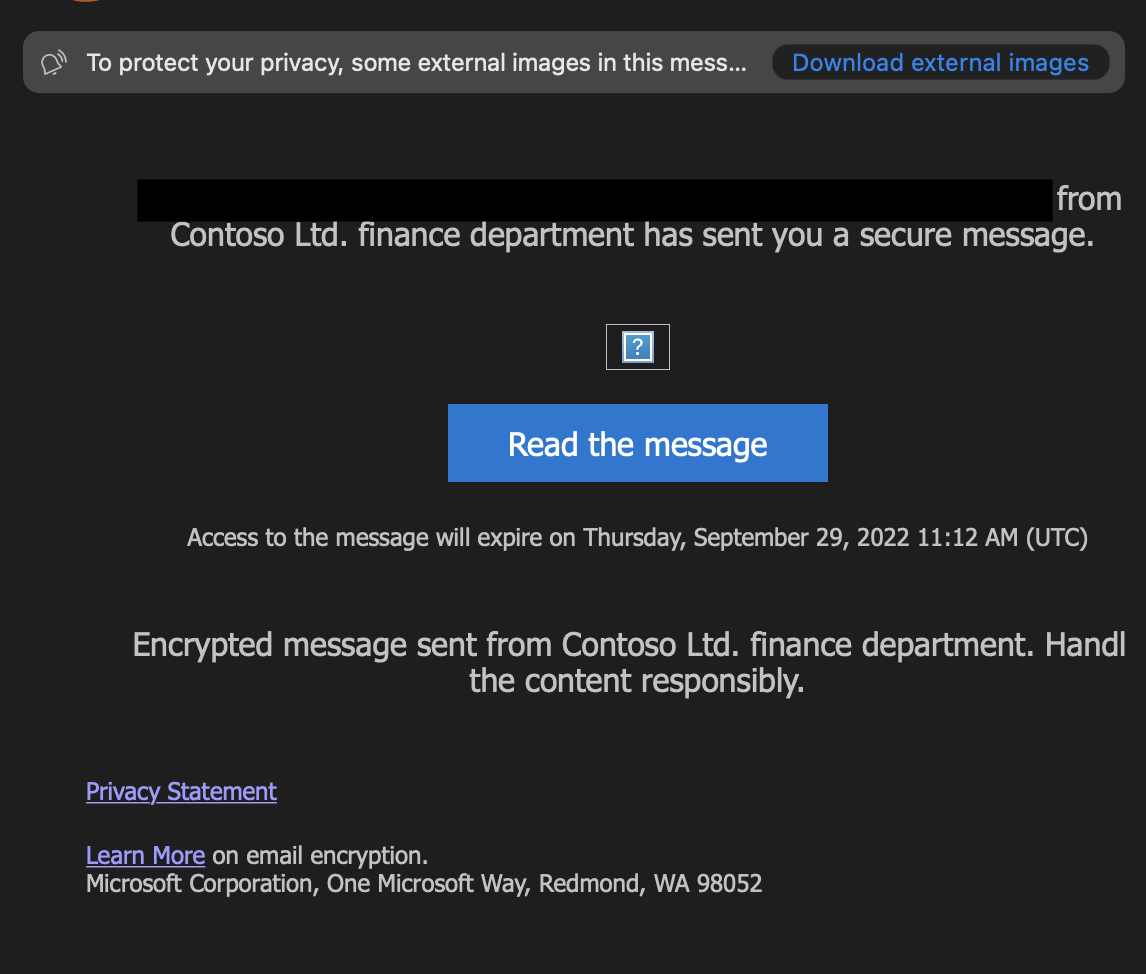 To protect your privacy, some external images in this mess...
Download external images
from
Contoso Ltd. finance department has sent you a secure message.
?
Read the message
Access to the message will expire on Thursday, September 29, 2022 11:12 AM (UTC)
Encrypted message sent from Contoso Ltd. finance department. Handl
the content responsibly.
Privacy Statement
Learn More on email encryption.
Microsoft Corporation, One Microsoft Way, Redmond, WA 98052